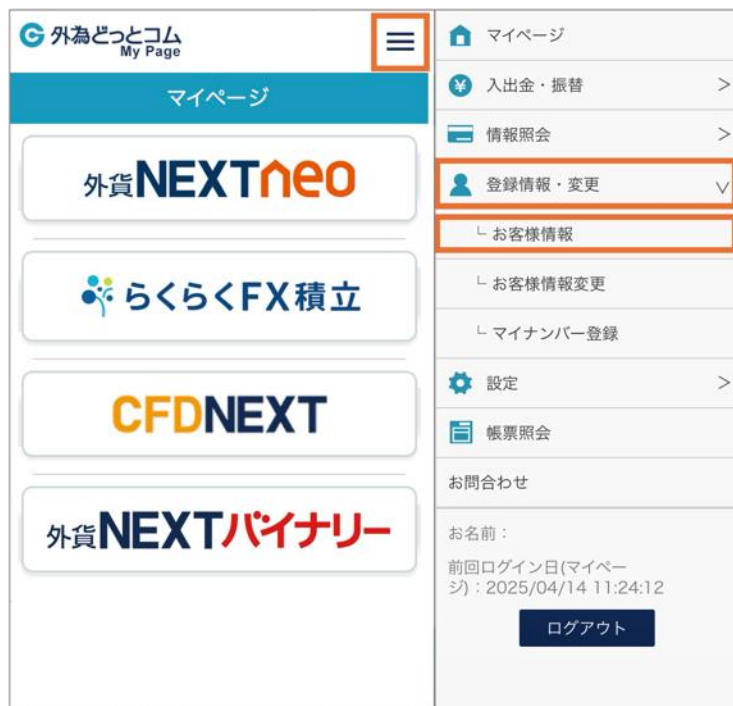 外為どっとコム
My Page
マイページ
外貨NEXTneo
らくらくFX積立
CFDNEXT
外貨NEXTバイナリー
マイページ
入出金・振替 >
情報照会 >
登録情報・変更
└ お客様情報
└ お客様情報変更
└ マイナンバー登録
設定 >
帳票照会
お問合わせ
お名前：
前回ログイン日(マイペー
ジ)：2025/04/14 11:24:12
ログアウト